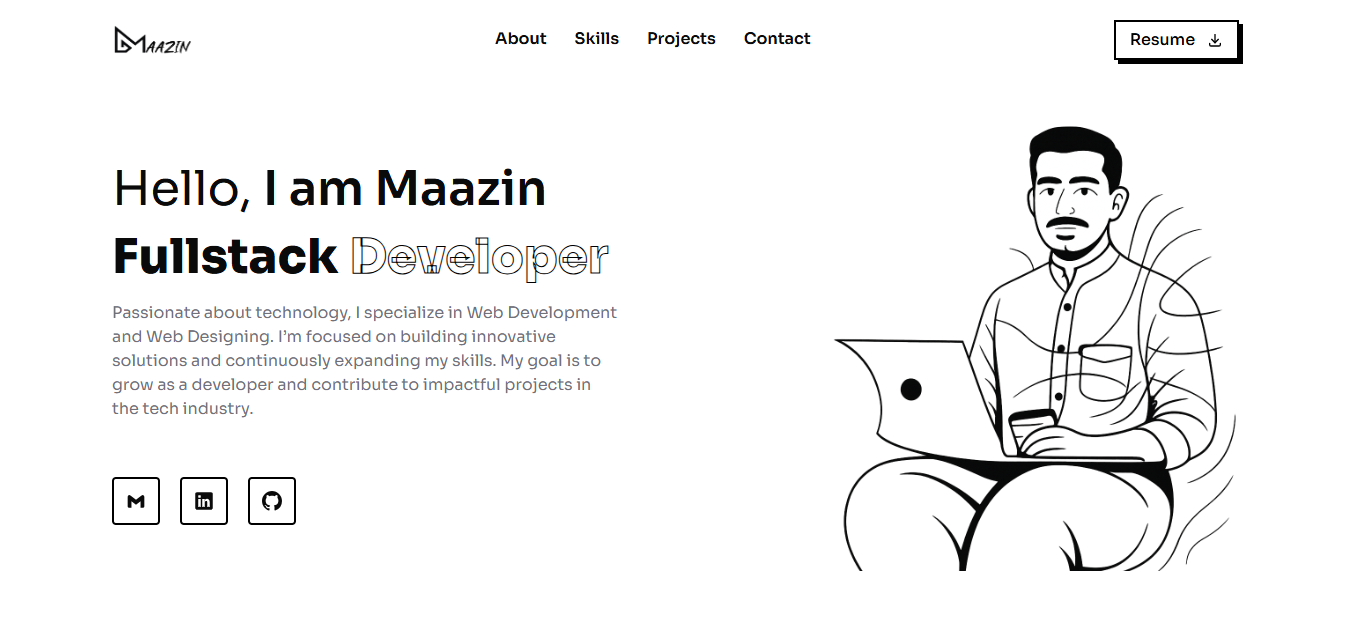 MAAZIN
About Skills Projects Contact
Resume
Hello, I am Maazin
Fullstack Developer
Passionate about technology, I specialize in Web Development
and Web Designing. I’m focused on building innovative
solutions and continuously expanding my skills. My goal is to
grow as a developer and contribute to impactful projects in
the tech industry.
in